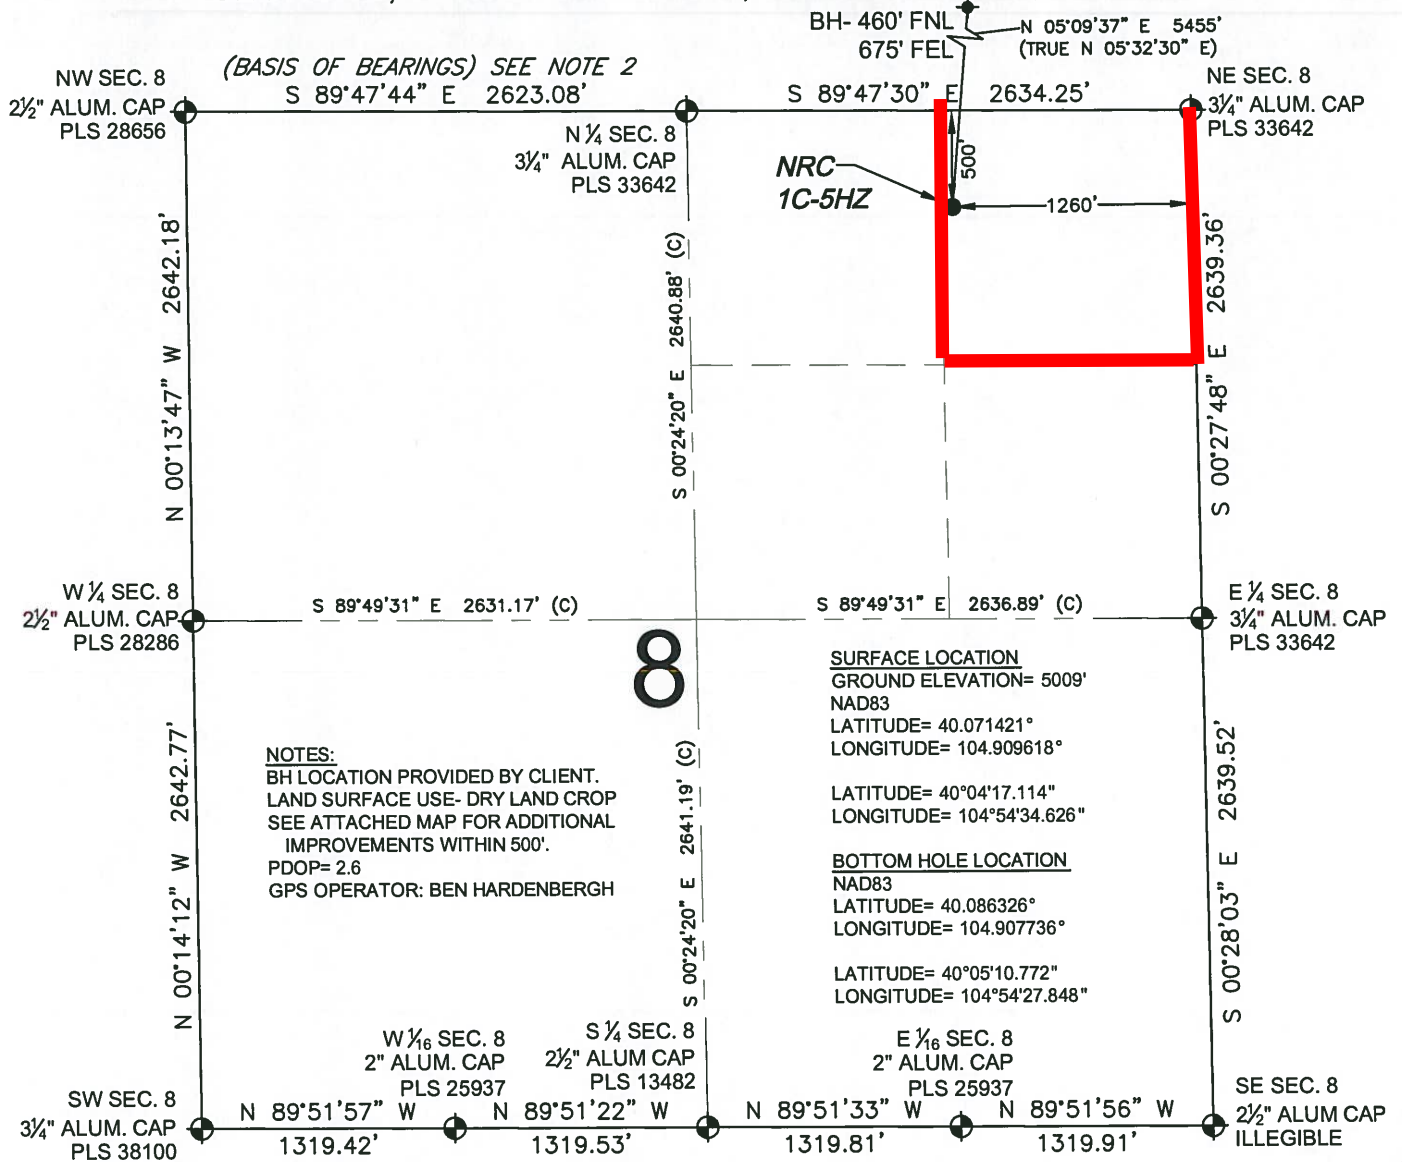 BH- 460' FNL
675' FEL
N 05°09'37" E 5455'
(TRUE N 05°32'30" E)
NW SEC. 8
2½" ALUM. CAP
PLS 28656
(BASIS OF BEARINGS) SEE NOTE 2
S 89°47'44" E 2623.08'
S 89°47'30" E 2634.25'
NE SEC. 8
3¼" ALUM. CAP
PLS 33642
N ¼ SEC. 8
3¼" ALUM. CAP
PLS 33642
NRC
1C-5HZ
500'
1260'
N 00°13'47" W 2642.18'
S 00°24'20" E 2640.88' (C)
S 00°27'48" E 2639.36'
W ¼ SEC. 8
2½" ALUM. CAP
PLS 28286
S 89°49'31" E 2631.17' (C)
S 89°49'31" E 2636.89' (C)
E ¼ SEC. 8
3¼" ALUM. CAP
PLS 33642
8
SURFACE LOCATION
GROUND ELEVATION= 5009'
NAD83
LATITUDE= 40.071421°
LONGITUDE= 104.909618°
LATITUDE= 40°04'17.114"
LONGITUDE= 104°54'34.626"
BOTTOM HOLE LOCATION
NAD83
LATITUDE= 40.086326°
LONGITUDE= 104.907736°
LATITUDE= 40°05'10.772"
LONGITUDE= 104°54'27.848"
NOTES:
BH LOCATION PROVIDED BY CLIENT.
LAND SURFACE USE- DRY LAND CROP
SEE ATTACHED MAP FOR ADDITIONAL
IMPROVEMENTS WITHIN 500'.
PDOP= 2.6
GPS OPERATOR: BEN HARDENBERGH
N 00°14'12" W 2642.77'
S 00°24'20" E 2641.19' (C)
S 00°28'03" E 2639.52'
W 1⁄16 SEC. 8
2" ALUM. CAP
PLS 25937
S ¼ SEC. 8
2½" ALUM CAP
PLS 13482
E 1⁄16 SEC. 8
2" ALUM. CAP
PLS 25937
SW SEC. 8
3¼" ALUM. CAP
PLS 38100
N 89°51'57" W
1319.42'
N 89°51'22" W
1319.53'
N 89°51'33" W
1319.81'
N 89°51'56" W
1319.91'
SE SEC. 8
2½" ALUM CAP
ILLEGIBLE